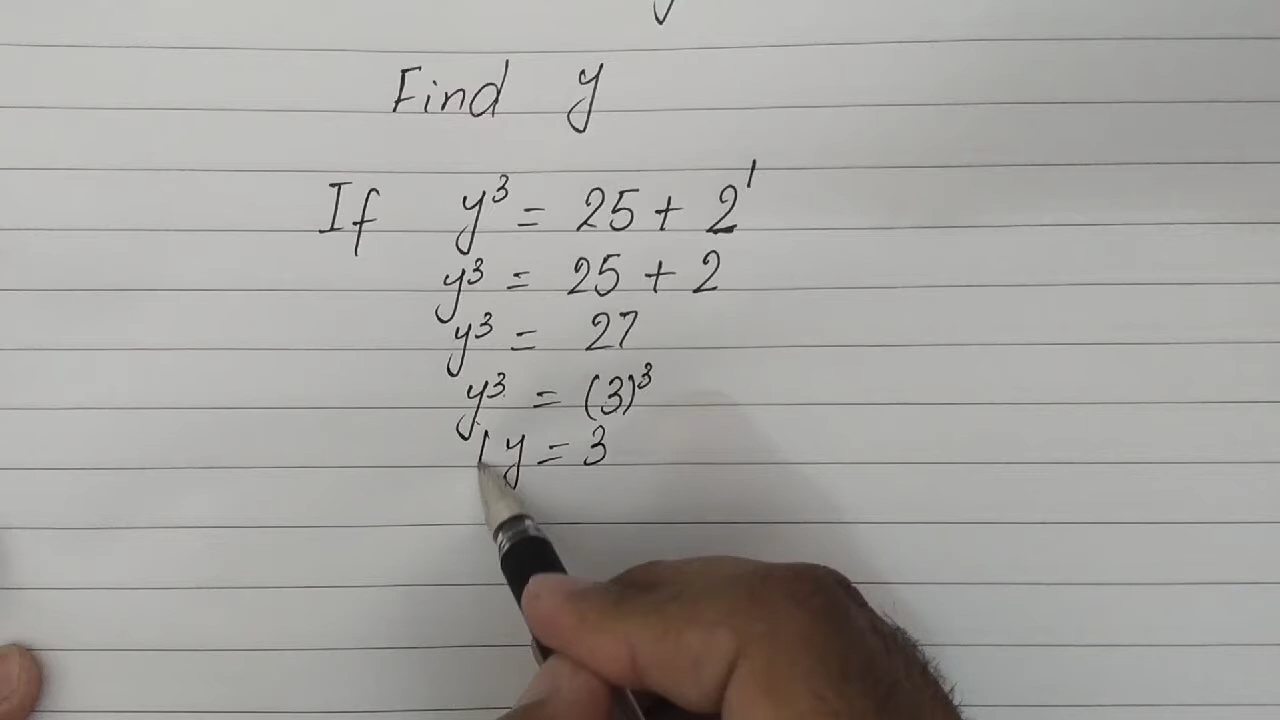 Find y
If y³ = 25 + 2¹
y³ = 25 + 2
y³ = 27
y³ = (3)³
y = 3